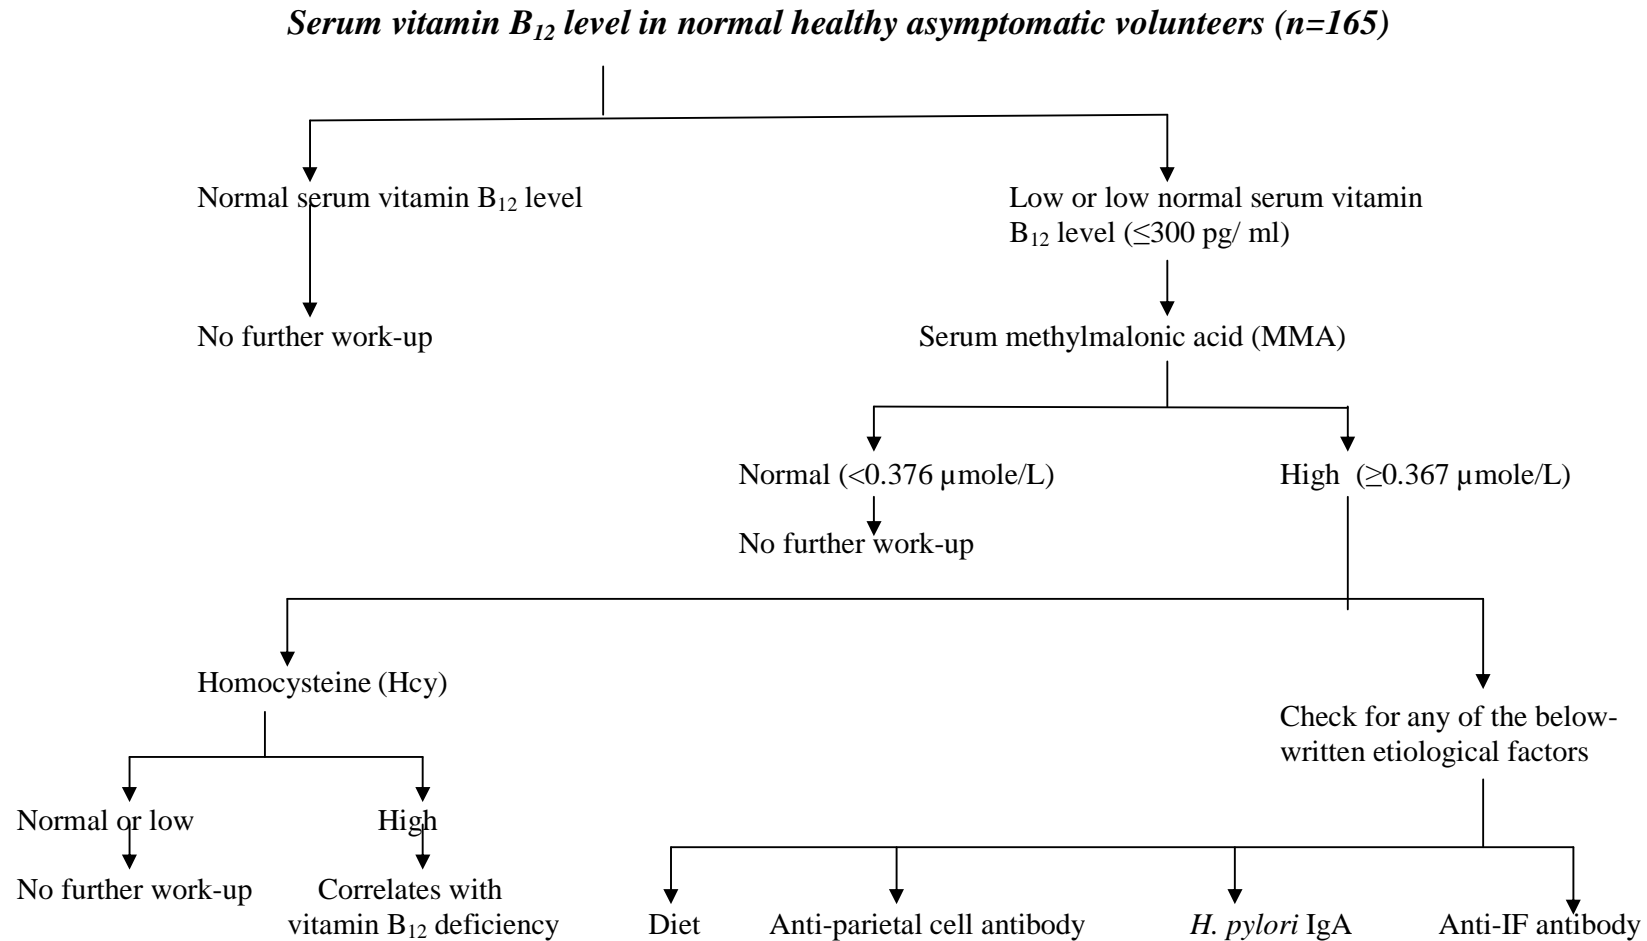 Serum vitamin B12 level in normal healthy asymptomatic volunteers (n=165)
Normal serum vitamin B12 level
Low or low normal serum vitamin
B12 level (≤300 pg/ ml)
No further work-up
Serum methylmalonic acid (MMA)
Normal (<0.376 µmole/L)
High (≥0.367 µmole/L)
No further work-up
Homocysteine (Hcy)
Check for any of the below-
written etiological factors
Normal or low
High
No further work-up
Correlates with
vitamin B12 deficiency
Diet
Anti-parietal cell antibody
H. pylori IgA
Anti-IF antibody